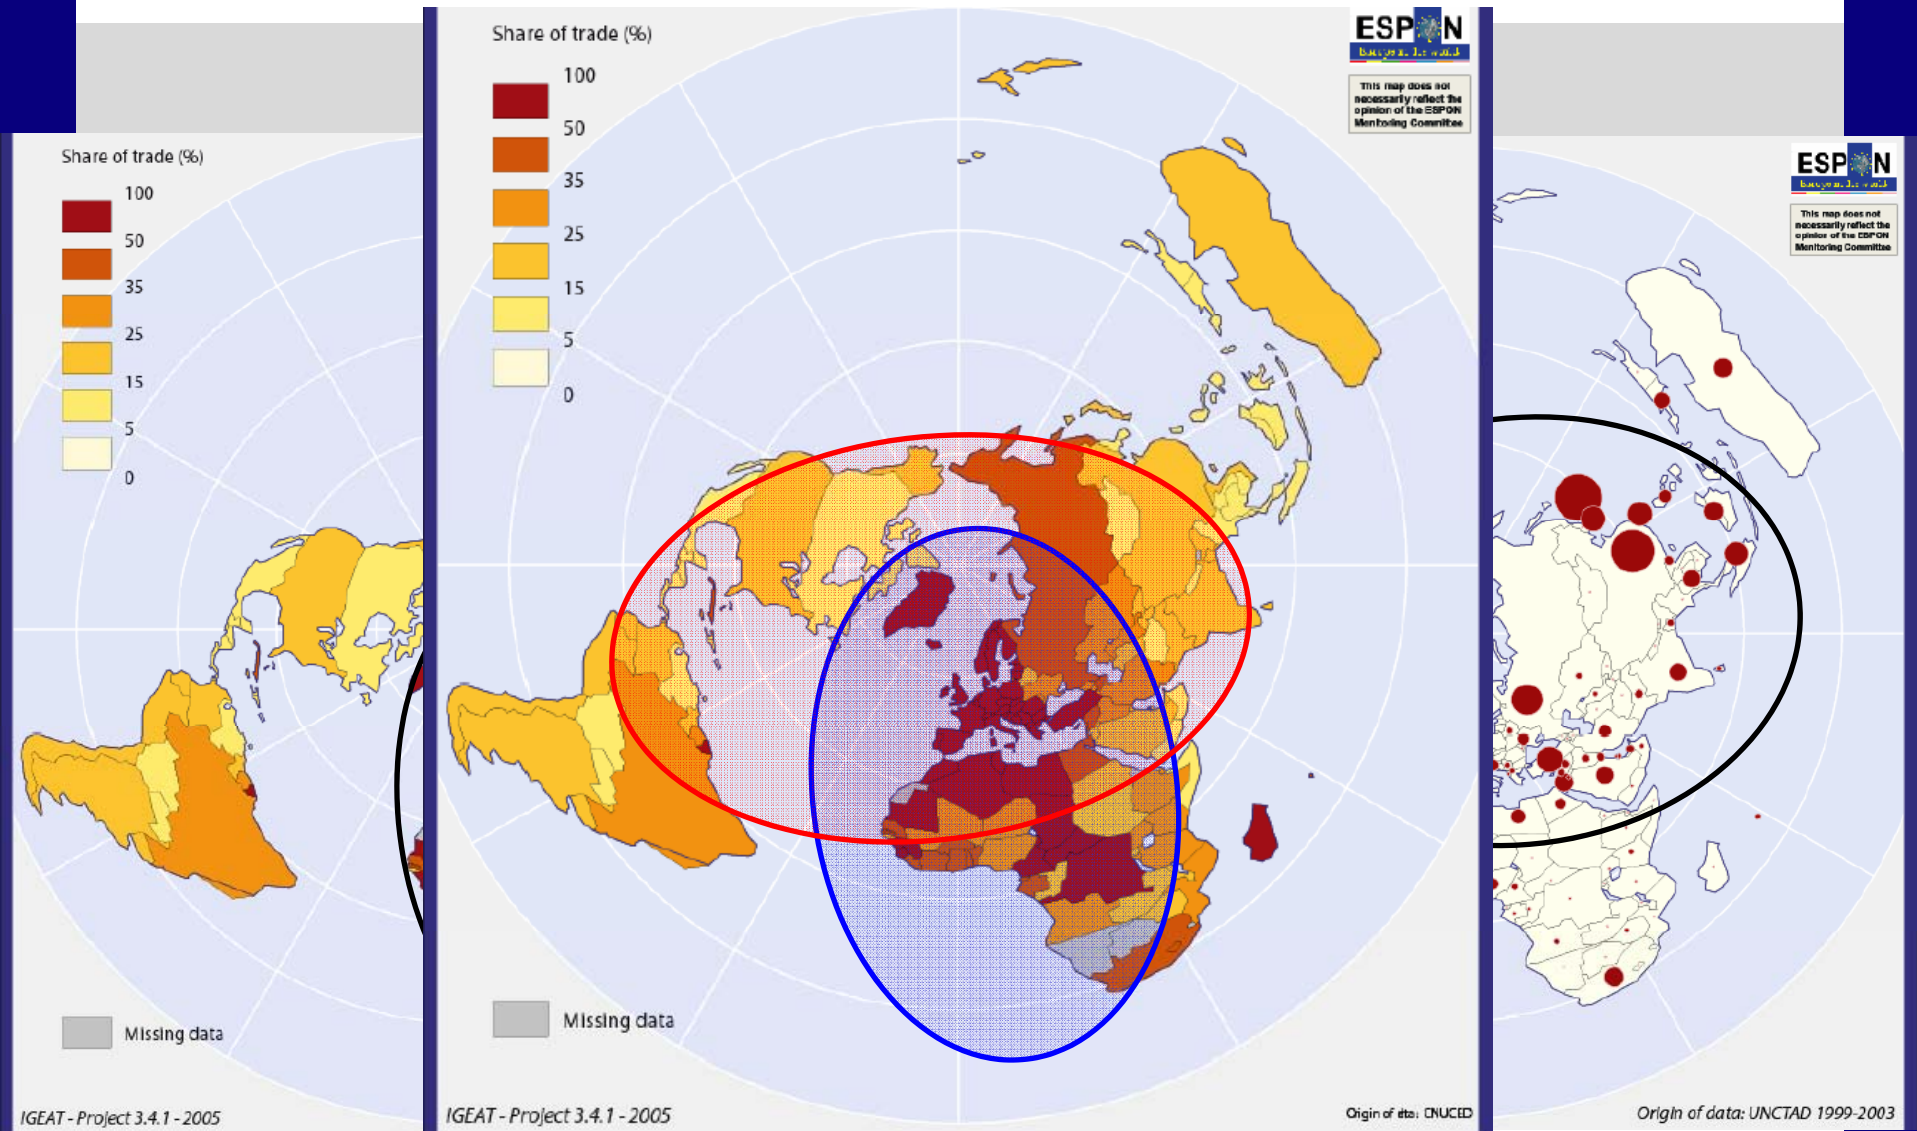 Share of trade (%)
100
50
35
25
15
5
0
Missing data
IGEAT - Project 3.4.1 - 2005
Share of trade (%)
100
50
35
25
15
5
0
Missing data
IGEAT - Project 3.4.1 - 2005
ESPON
This map does not
necessarily reflect the
opinion of the ESPON
Monitoring Committee
Origin of data: CNUCED
ESPON
This map does not
necessarily reflect the
opinion of the ESPON
Monitoring Committee
Origin of data: UNCTAD 1999-2003